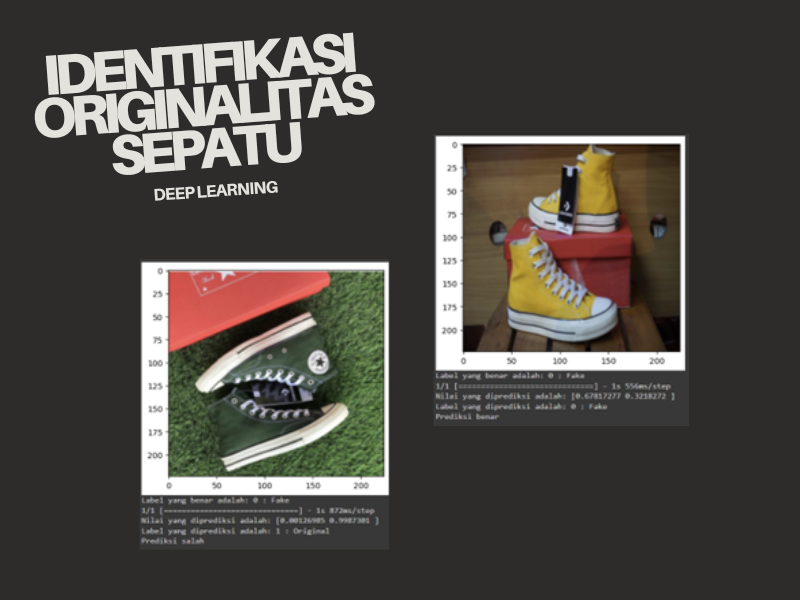 IDENTIFIKASI
ORIGINALITAS
SEPATU
DEEP LEARNING
0
25
50
75
100
125
150
175
200
0 50 100 150 200
Label yang benar adalah: 0 : Fake
1/1 [==============================] - 1s 556ms/step
Nilai yang diprediksi adalah: [0.67817277 0.3218272 ]
Label yang diprediksi adalah: 0 : Fake
Prediksi benar
0
25
50
75
100
125
150
175
200
0 50 100 150 200
Label yang benar adalah: 0 : Fake
1/1 [==============================] - 1s 872ms/step
Nilai yang diprediksi adalah: [0.00126985 0.9987301 ]
Label yang diprediksi adalah: 1 : Original
Prediksi salah